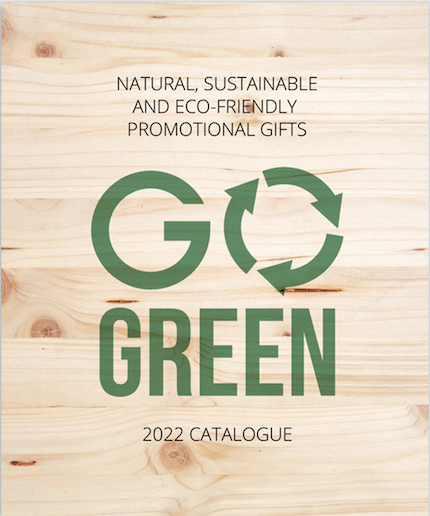 NATURAL, SUSTAINABLE
AND ECO-FRIENDLY
PROMOTIONAL GIFTS
GO
GREEN
2022 CATALOGUE